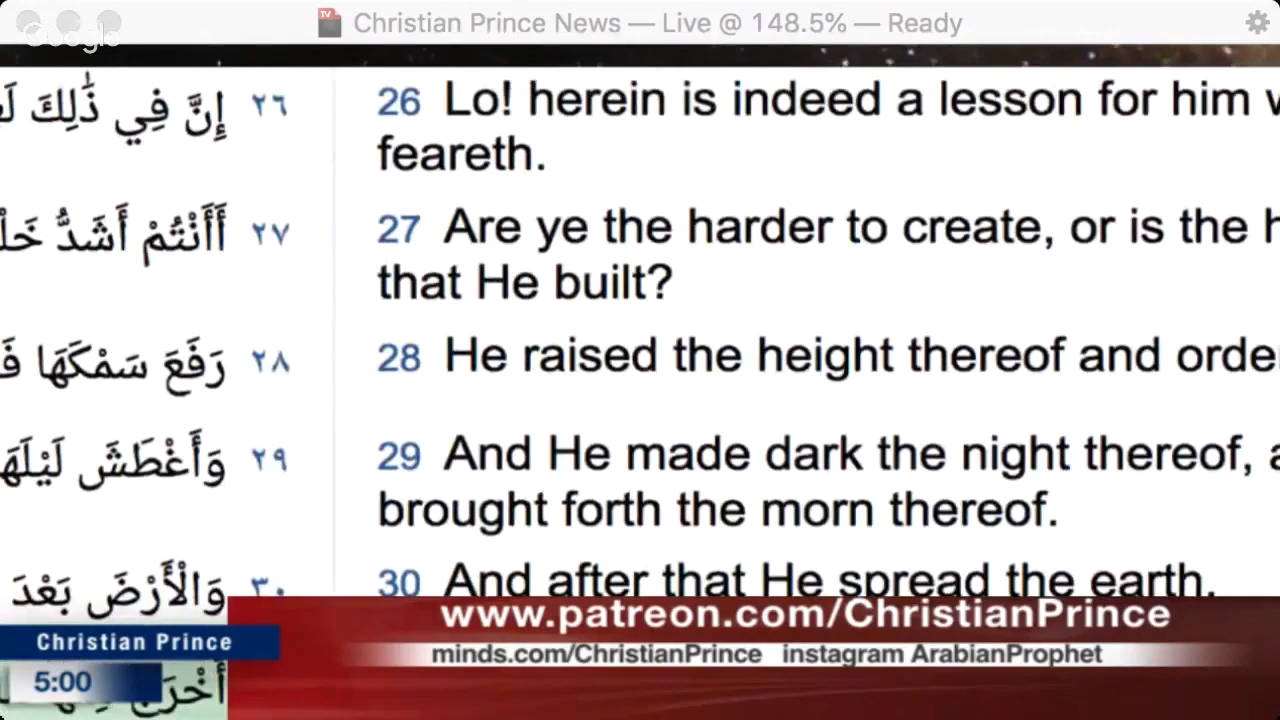 Christian Prince News — Live @ 148.5% — Ready
Google
إِنَّ فِي ذَٰلِكَ ٢٦
26 Lo! herein is indeed a lesson for him
feareth.
أَأَنْتُمْ أَشَدُّ ٢٧
27 Are ye the harder to create, or is the
that He built?
رَفَعَ سَمْكَهَا ٢٨
28 He raised the height thereof and orde
وَأَغْطَشَ لَيْلَهَ ٢٩
29 And He made dark the night thereof, a
brought forth the morn thereof.
وَالْأَرْضَ بَعْدَ ٣٠
30 And after that He spread the earth,
www.patreon.com/ChristianPrince
Christian Prince
minds.com/ChristianPrince instagram ArabianProphet
5:00